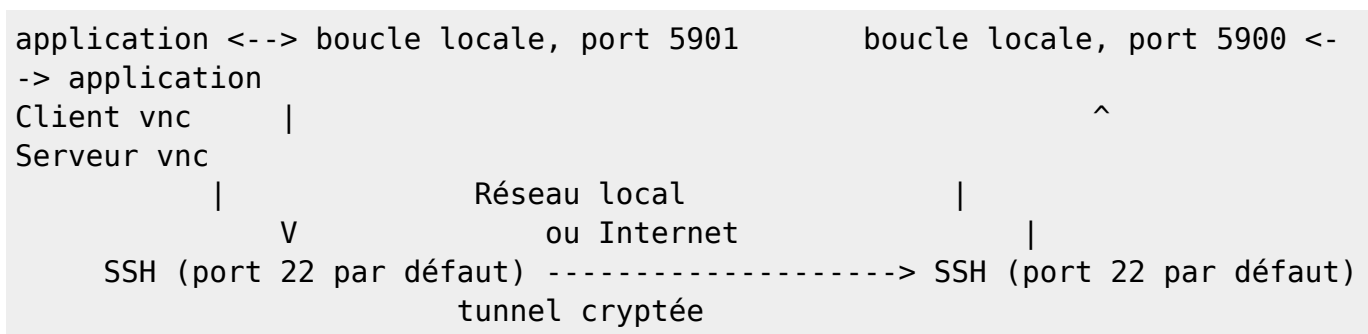 application <--> boucle locale, port 5901        boucle locale, port 5900 <-
-> application
Client vnc     |                                             ^
Serveur vnc
           |              Réseau local               |
               V              ou Internet                |
     SSH (port 22 par défaut) --------------------> SSH (port 22 par défaut)
                         tunnel cryptée